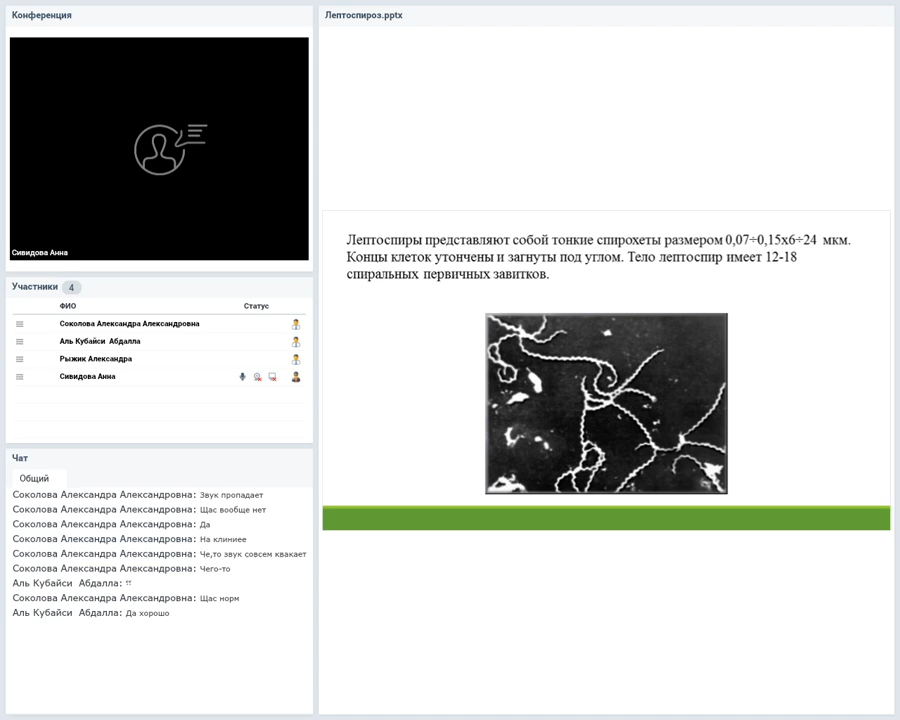 Конференция
Сивидова Анна
Участники 4
ФИО Статус
Соколова Александра Александровна
Аль Кубайси Абдалла
Рыжик Александра
Сивидова Анна
Чат
Общий
Соколова Александра Александровна: Звук пропадает
Соколова Александра Александровна: Щас вообще нет
Соколова Александра Александровна: Да
Соколова Александра Александровна: На клиниее
Соколова Александра Александровна: Че,то звук совсем квакает
Соколова Александра Александровна: Чего-то
Аль Кубайси Абдалла:
Соколова Александра Александровна: Щас норм
Аль Кубайси Абдалла: Да хорошо
Лептоспироз.pptx
Лептоспиры представляют собой тонкие спирохеты размером 0,07÷0,15х6÷24 мкм.
Концы клеток утончены и загнуты под углом. Тело лептоспир имеет 12-18
спиральных первичных завитков.